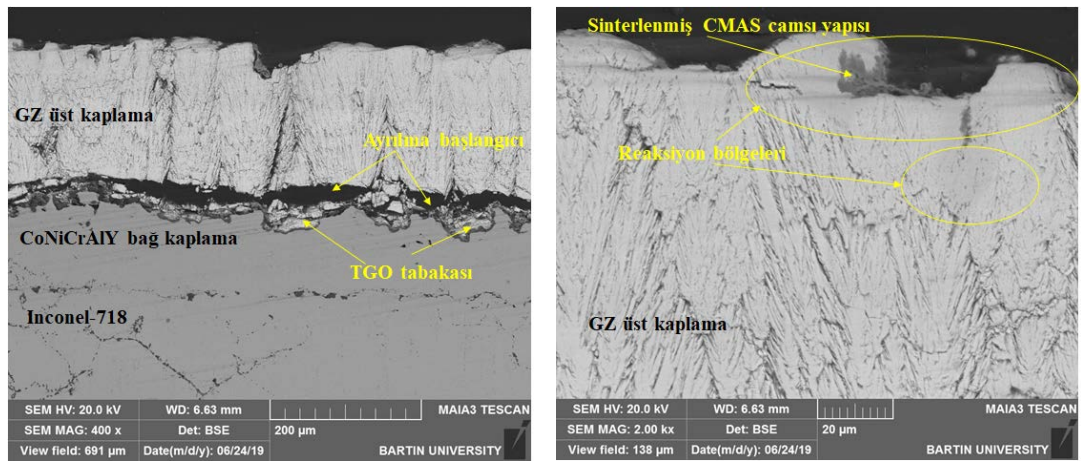 GZ üst kaplama
Ayrılma başlangıcı
CoNiCrAlY bağ kaplama
TGO tabakası
Inconel-718
SEM HV: 20.0 kV
WD: 6.63 mm
MAIA3 TESCAN
SEM MAG: 400 x
Det: BSE
200 µm
View field: 691 µm
Date(m/d/y): 06/24/19
BARTIN UNIVERSITY
Sinterlenmiş CMAS camsı yapısı
Reaksiyon bölgeleri
GZ üst kaplama
SEM HV: 20.0 kV
WD: 6.63 mm
MAIA3 TESCAN
SEM MAG: 2.00 kx
Det: BSE
20 µm
View field: 138 µm
Date(m/d/y): 06/24/19
BARTIN UNIVERSITY